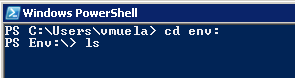 Windows PowerShell
PS C:\Users\vmuela> cd env:
PS Env:\> ls